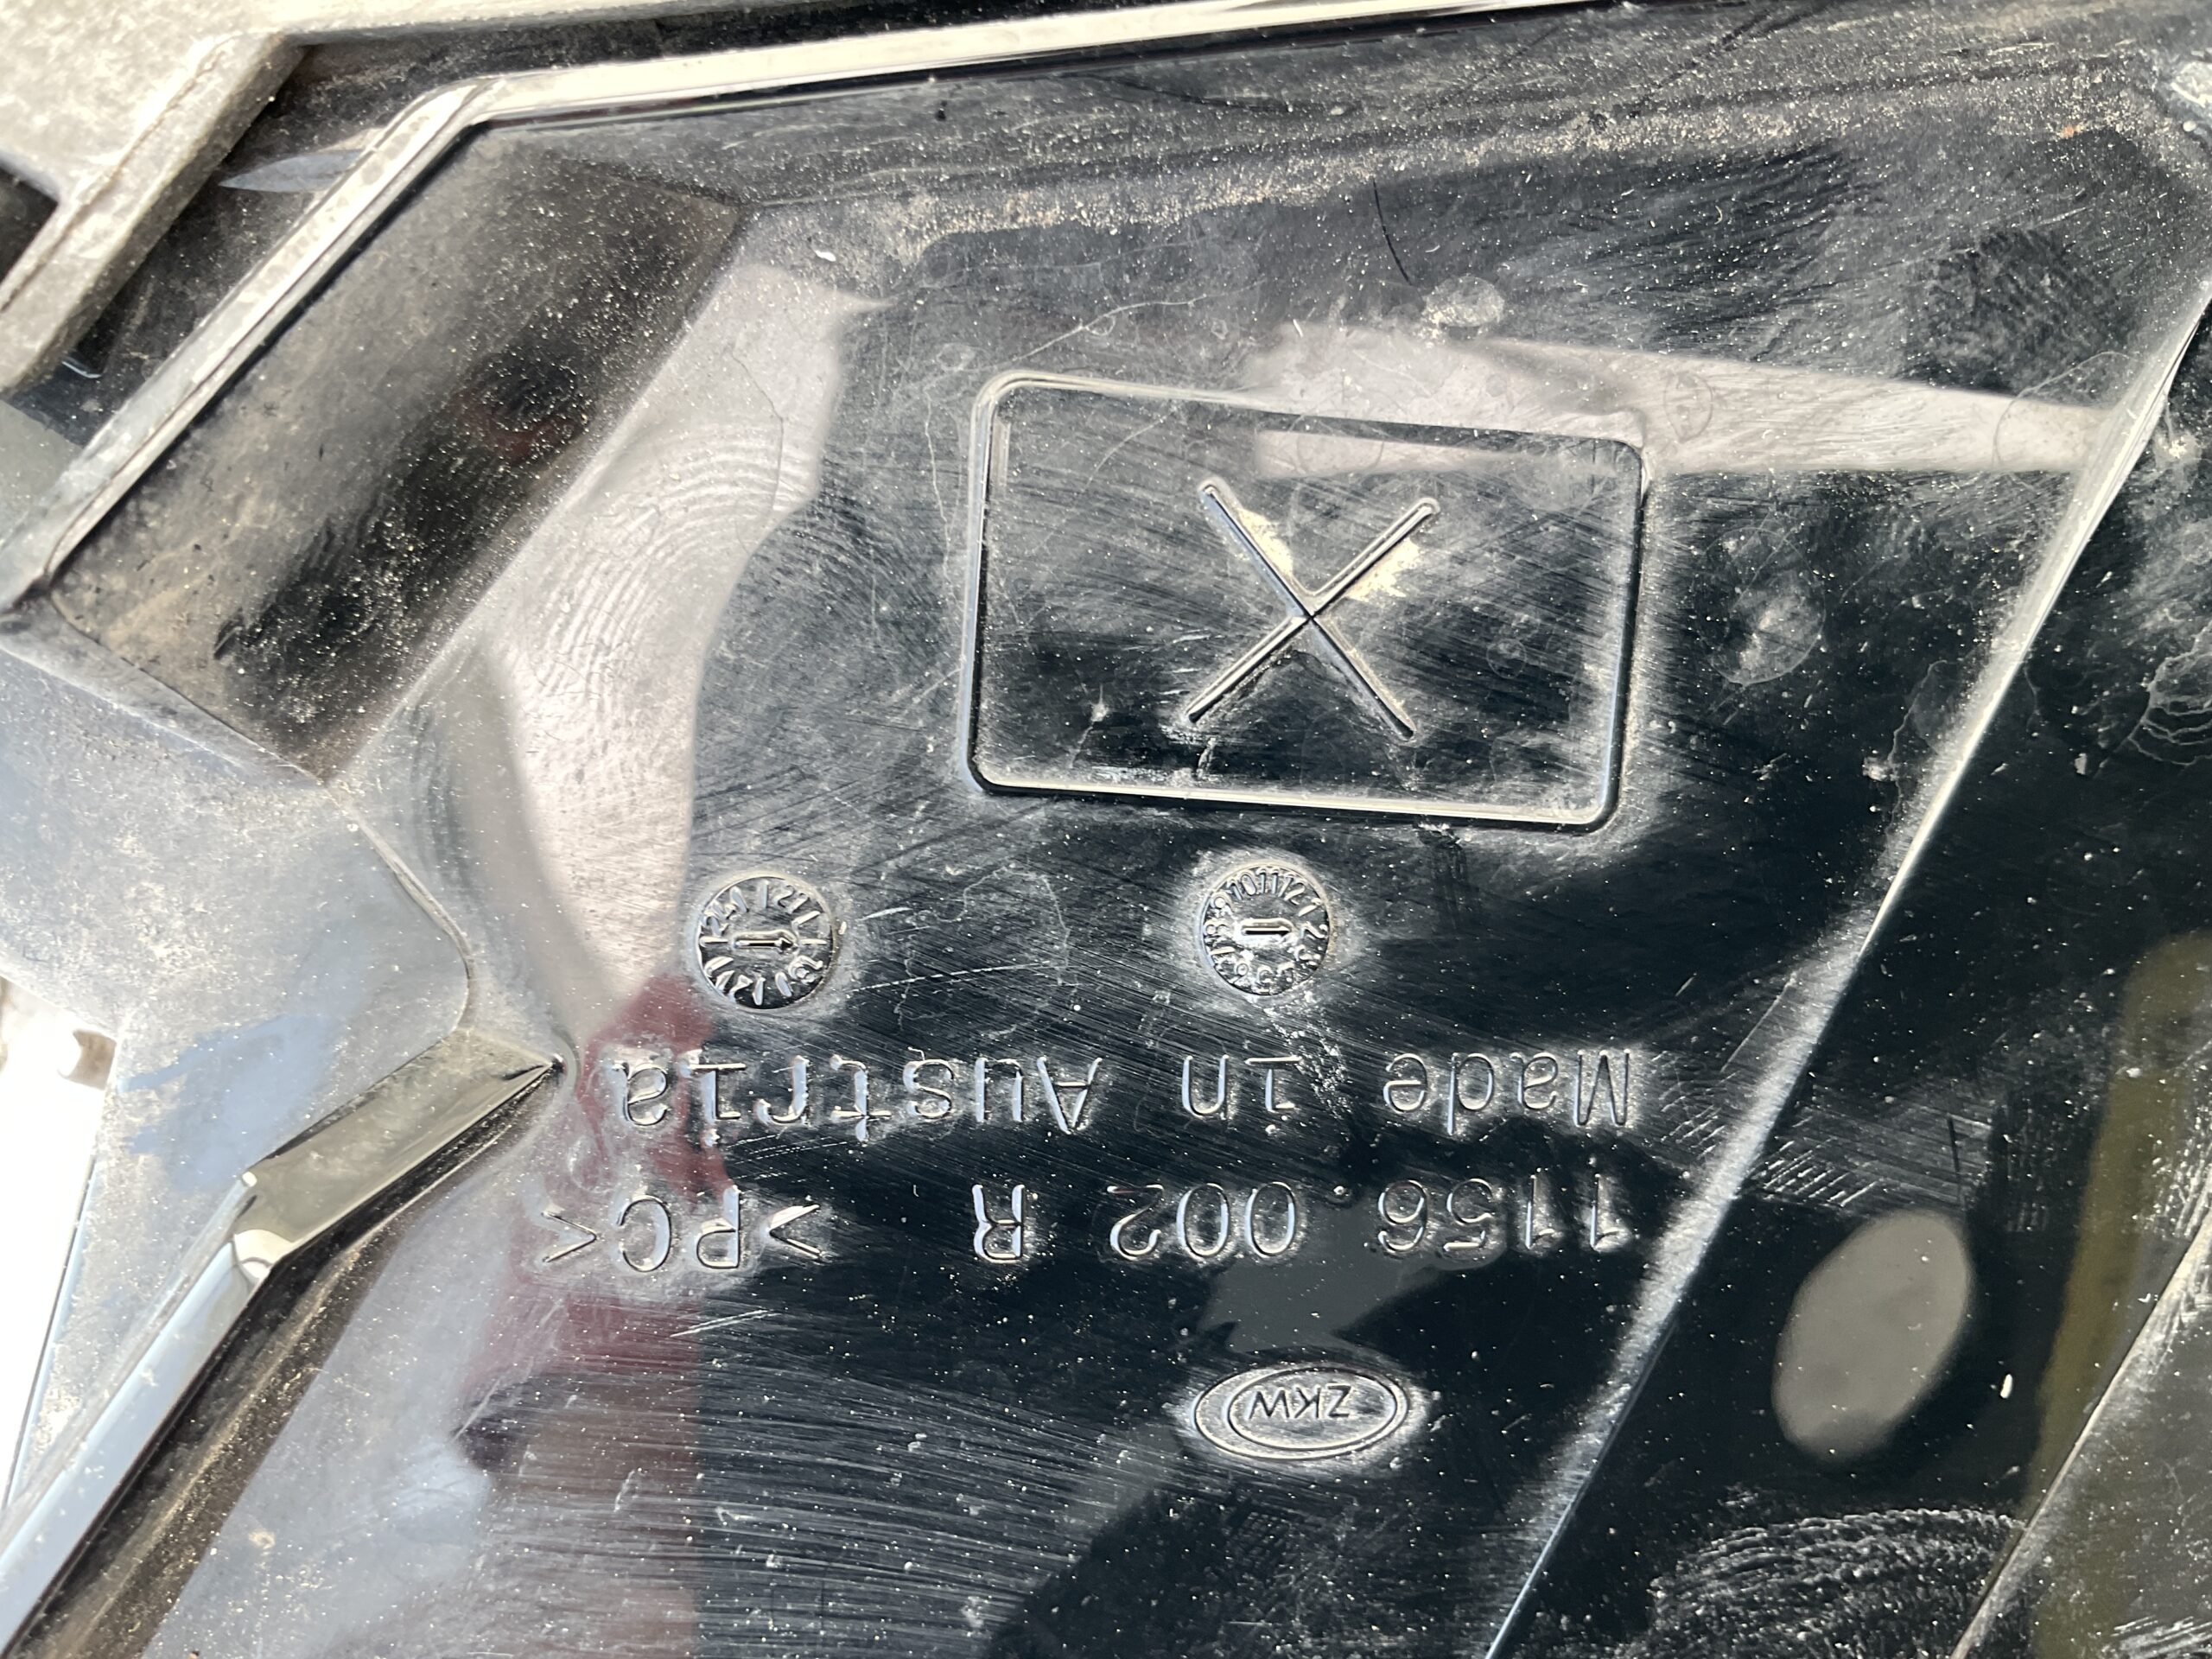 ZKW
1156.002 R >PC<
Made in Austria